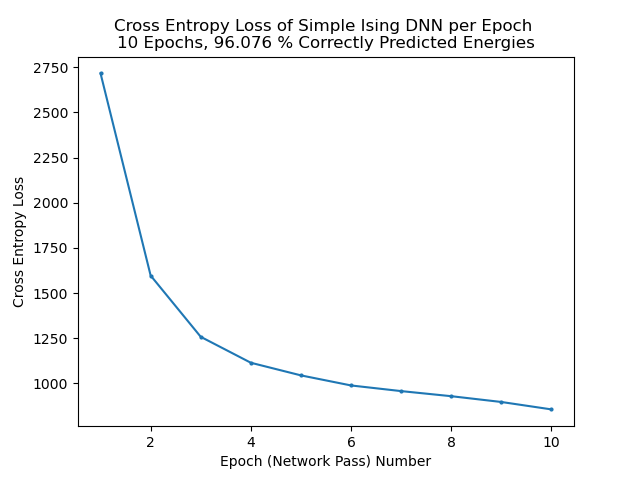 Cross Entropy Loss of Simple Ising DNN per Epoch
10 Epochs, 96.076 % Correctly Predicted Energies
2750
2500
2250
2000
1750
1500
1250
1000
Cross Entropy Loss
2 4 6 8 10
Epoch (Network Pass) Number